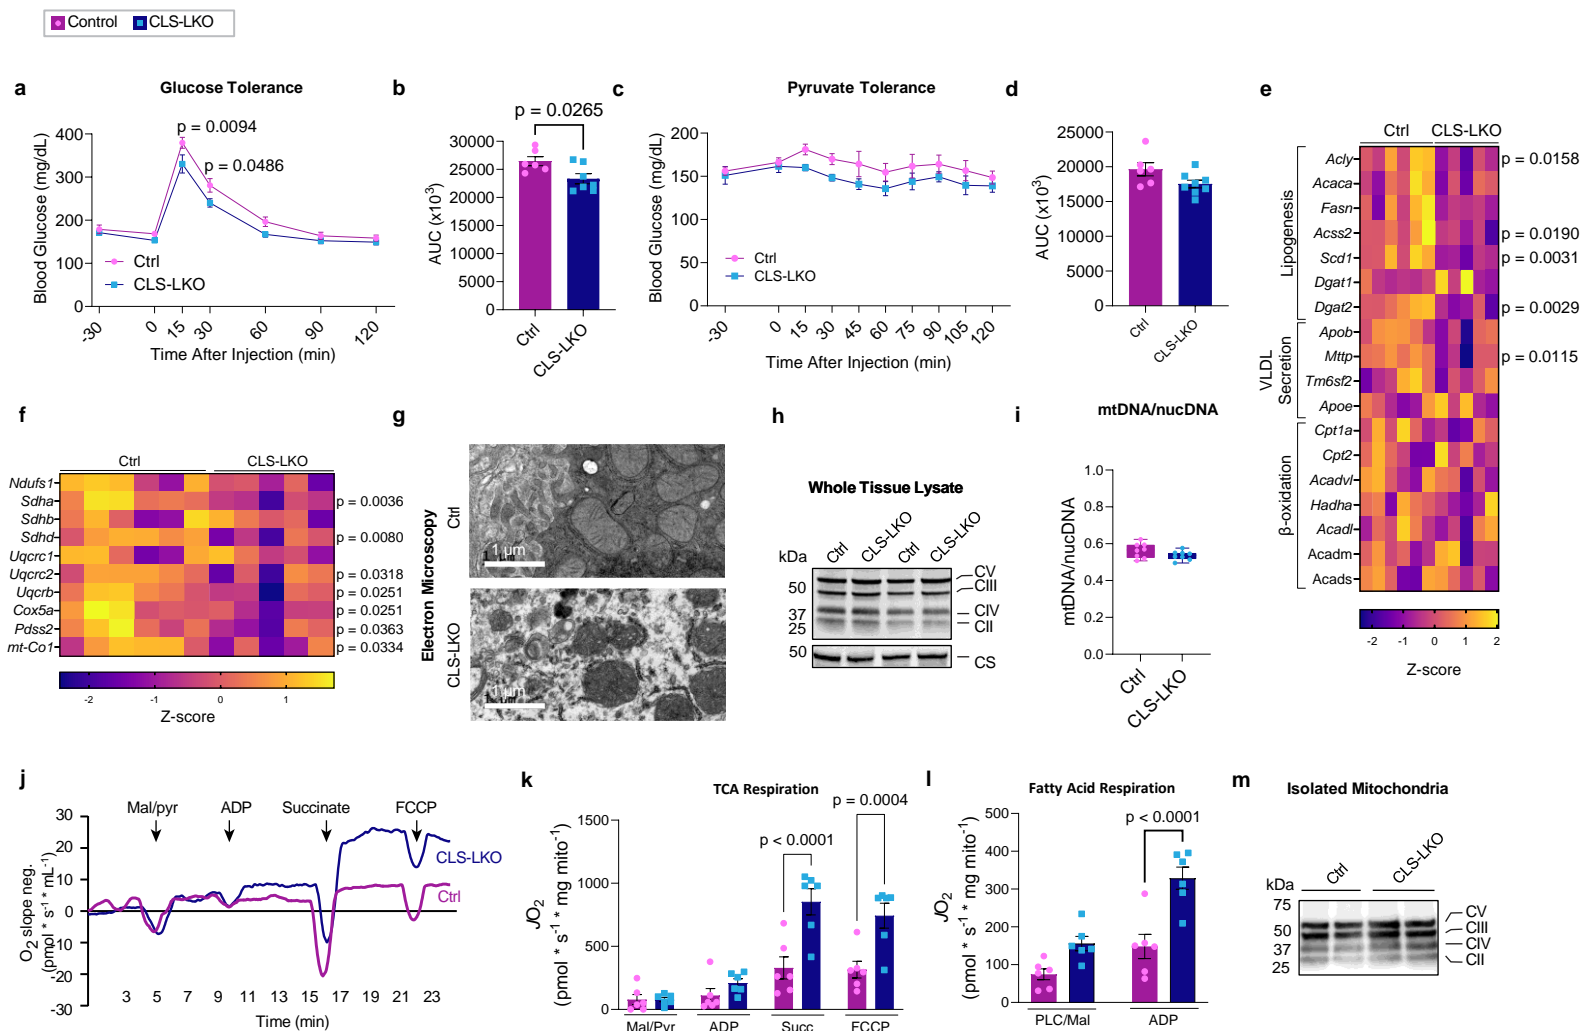 Control CLS-LKO
a Glucose Tolerance
Blood Glucose (mg/dL)
400
300
200
100
0
p = 0.0094
p = 0.0486
Ctrl
CLS-LKO
-30 0 15 30 60 90 120
Time After Injection (min)
b
p = 0.0265
AUC (x10³)
30000
25000
20000
15000
10000
5000
0
Ctrl
CLS-LKO
c Pyruvate Tolerance
Blood Glucose (mg/dL)
200
150
100
50
0
Ctrl
CLS-LKO
-30 0 15 30 45 60 75 90 105 120
Time After Injection (min)
d
AUC (x10³)
25000
20000
15000
10000
5000
0
Ctrl
CLS-LKO
e
Ctrl CLS-LKO
Lipogenesis
Acly p = 0.0158
Acaca
Fasn
Acss2 p = 0.0190
Scd1 p = 0.0031
Dgat1
Dgat2 p = 0.0029
VLDL
Secretion
Apob
Mttp p = 0.0115
Tm6sf2
Apoe
β-oxidation
Cpt1a
Cpt2
Acadvl
Hadha
Acadl
Acadm
Acads
-2 -1 0 1 2
Z-score
f
Ctrl CLS-LKO
Ndufs1
Sdha p = 0.0036
Sdhb
Sdhd p = 0.0080
Uqcrc1
Uqcrc2 p = 0.0318
Uqcrb p = 0.0251
Cox5a p = 0.0251
Pdss2 p = 0.0363
mt-Co1 p = 0.0334
-2 -1 0 1
Z-score
g
Electron Microscopy
Ctrl
1 µm
CLS-LKO
1 µm
h
Whole Tissue Lysate
kDa Ctrl CLS-LKO Ctrl CLS-LKO
50
37
25
50
CV
CIII
CIV
CII
CS
i
mtDNA/nucDNA
mtDNA/nucDNA
1.0
0.8
0.6
0.4
0.2
0.0
Ctrl
CLS-LKO
j
Mal/pyr ADP Succinate FCCP
O₂ slope neg.
(pmol * s⁻¹ * mL⁻¹)
30
20
10
0
-10
-20
-30
CLS-LKO
Ctrl
3 5 7 9 11 13 15 17 19 21 23
Time (min)
k
TCA Respiration
JO₂
(pmol * s⁻¹ * mg mito⁻¹)
1500
1000
500
0
p < 0.0001
p = 0.0004
Mal/Pyr ADP Succ FCCP
l
Fatty Acid Respiration
JO₂
(pmol * s⁻¹ * mg mito⁻¹)
500
400
300
200
100
0
p < 0.0001
PLC/Mal ADP
m
Isolated Mitochondria
kDa Ctrl CLS-LKO
75
50
37
25
CV
CIII
CIV
CII